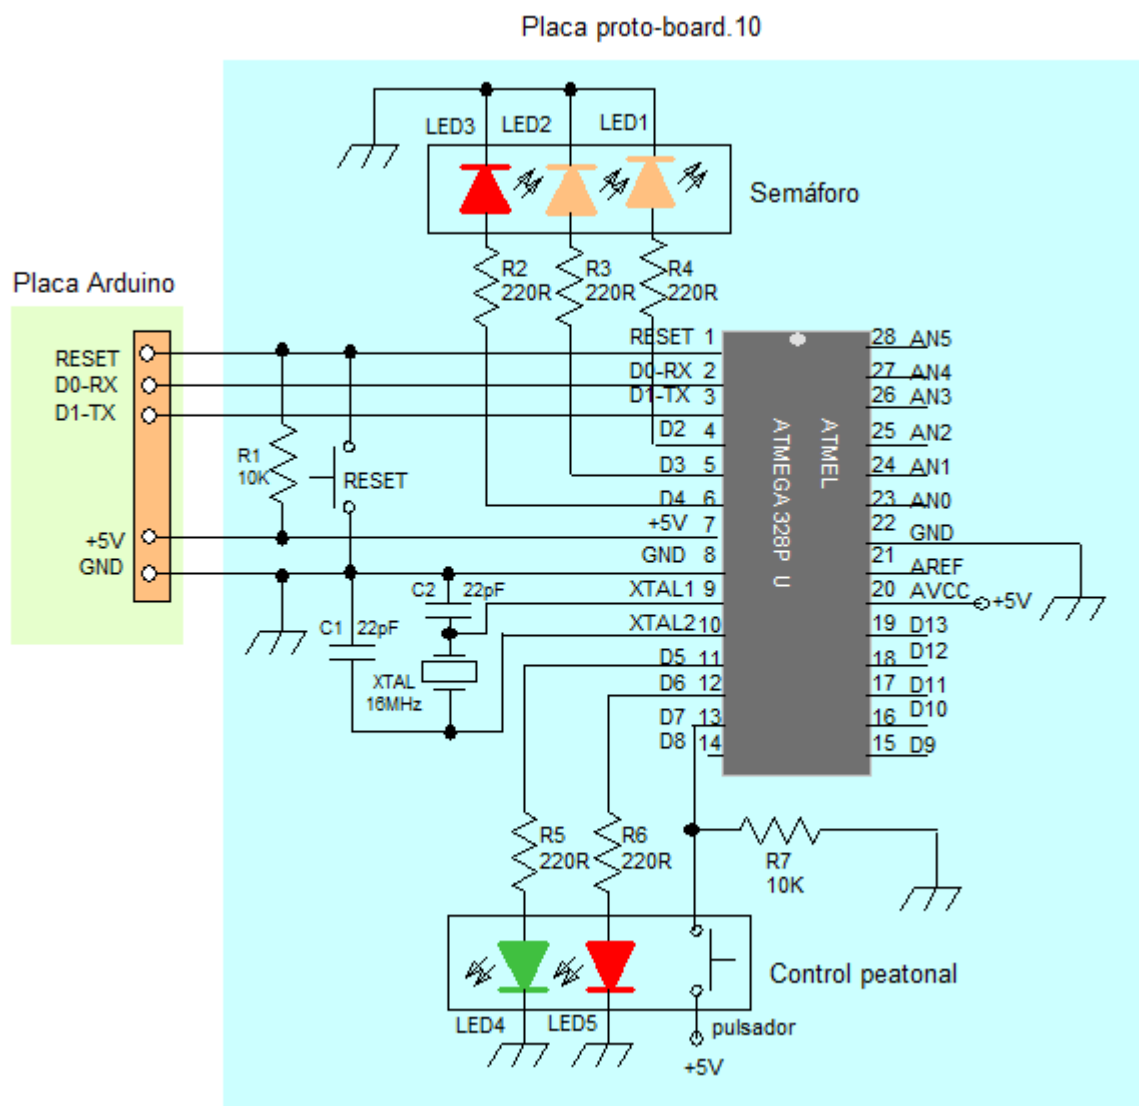 Placa proto-board.10
LED3
LED2
LED1
Semáforo
R2
220R
R3
220R
R4
220R
Placa Arduino
RESET
D0-RX
D1-TX
+5V
GND
R1
10K
RESET
RESET 1
D0-RX 2
D1-TX 3
D2 4
D3 5
D4 6
+5V 7
GND 8
XTAL1 9
XTAL2 10
D5 11
D6 12
D7 13
D8 14
ATMEL
ATMEGA 328P U
28 AN5
27 AN4
26 AN3
25 AN2
24 AN1
23 AN0
22 GND
21 AREF
20 AVCC
+5V
19 D13
18 D12
17 D11
16 D10
15 D9
C2 22pF
C1 22pF
XTAL
16MHz
R5
220R
R6
220R
R7
10K
Control peatonal
LED4
LED5
pulsador
+5V